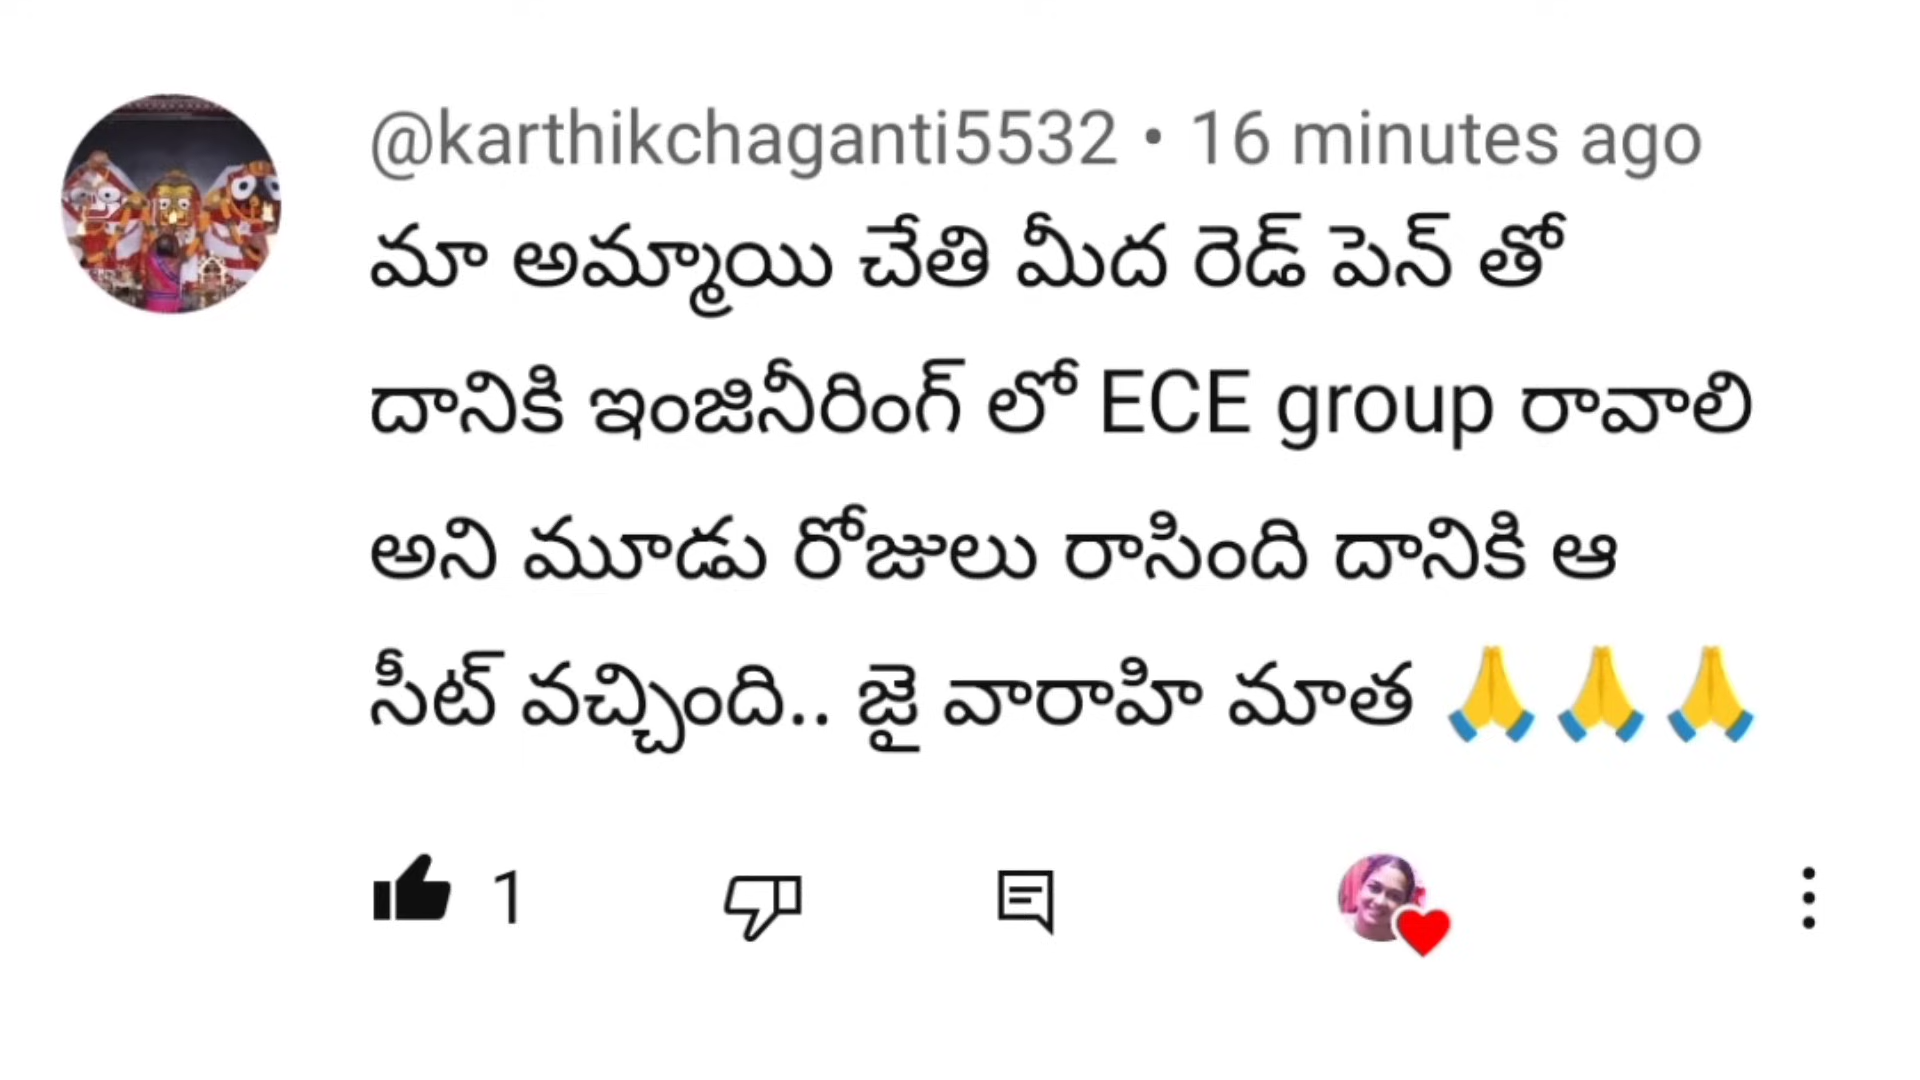 @karthikchaganti5532 • 16 minutes ago
మా అమ్మాయి చేతి మీద రెడ్ పెన్ తో
దానికి ఇంజినీరింగ్ లో ECE group రావాలి
అని మూడు రోజులు రాసింది దానికి ఆ
సీట్ వచ్చింది.. జై వారాహి మాత 🙏🙏🙏
1